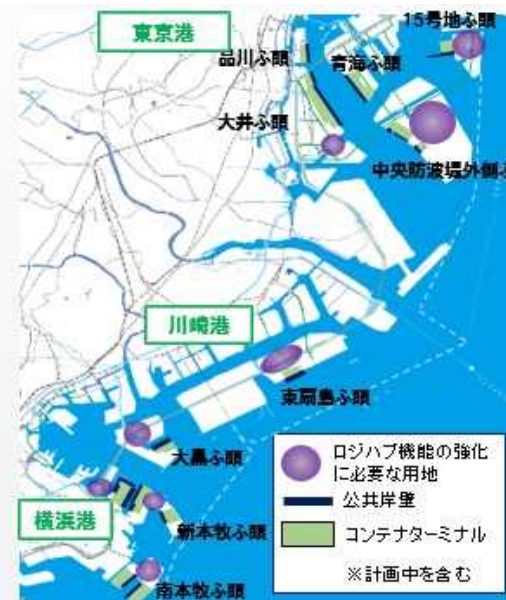 東京港
15号地ふ頭
品川ふ頭
青海ふ頭
大井ふ頭
中央防波堤外側ふ
川崎港
東扇島ふ頭
大黒ふ頭
横浜港
新本牧ふ頭
南本牧ふ頭
ロジハブ機能の強化
に必要な用地
公共岸壁
コンテナターミナル
※計画中を含む